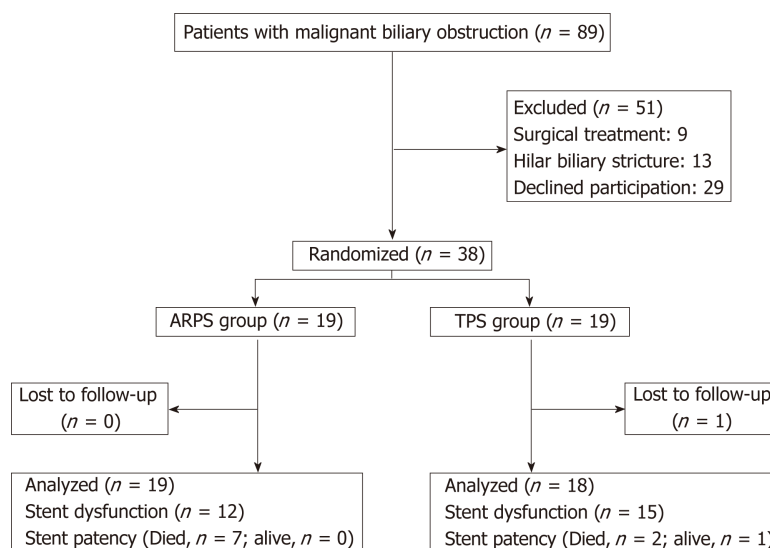 Patients with malignant biliary obstruction (n = 89)
Excluded (n = 51)
Surgical treatment: 9
Hilar biliary stricture: 13
Declined participation: 29
Randomized (n = 38)
ARPS group (n = 19)
TPS group (n = 19)
Lost to follow-up
(n = 0)
Lost to follow-up
(n = 1)
Analyzed (n = 19)
Stent dysfunction (n = 12)
Stent patency (Died, n = 7; alive, n = 0)
Analyzed (n = 18)
Stent dysfunction (n = 15)
Stent patency (Died, n = 2; alive, n = 1)